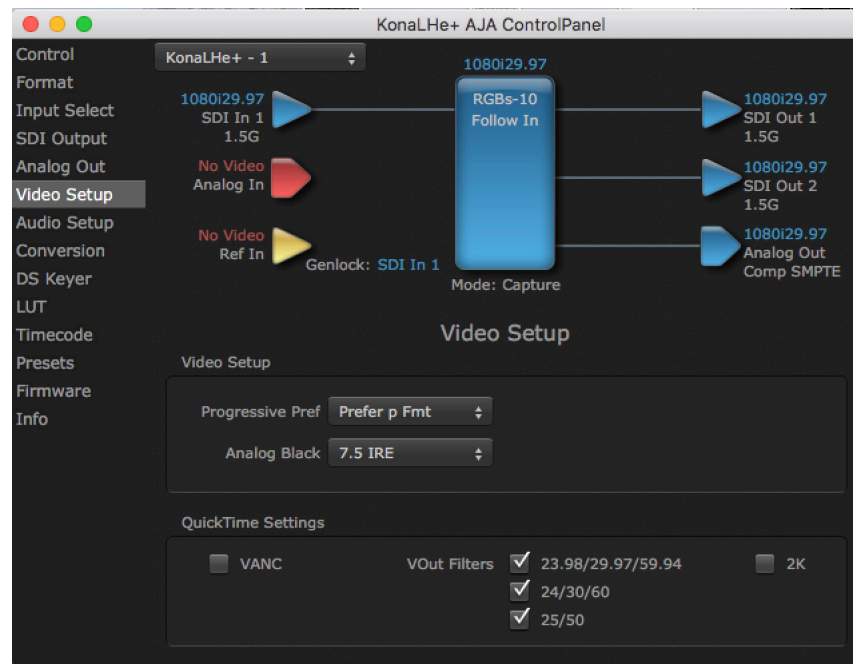 KonaLHe+ AJA ControlPanel
Control
Format
Input Select
SDI Output
Analog Out
Video Setup
Audio Setup
Conversion
DS Keyer
LUT
Timecode
Presets
Firmware
Info
KonaLHe+ - 1
1080i29.97
1080i29.97
SDI In 1
1.5G
No Video
Analog In
No Video
Ref In
Genlock: SDI In 1
RGBs-10
Follow In
Mode: Capture
1080i29.97
SDI Out 1
1.5G
1080i29.97
SDI Out 2
1.5G
1080i29.97
Analog Out
Comp SMPTE
Video Setup
Video Setup
Progressive Pref Prefer p Fmt
Analog Black 7.5 IRE
QuickTime Settings
VANC VOut Filters 23.98/29.97/59.94 2K
24/30/60
25/50